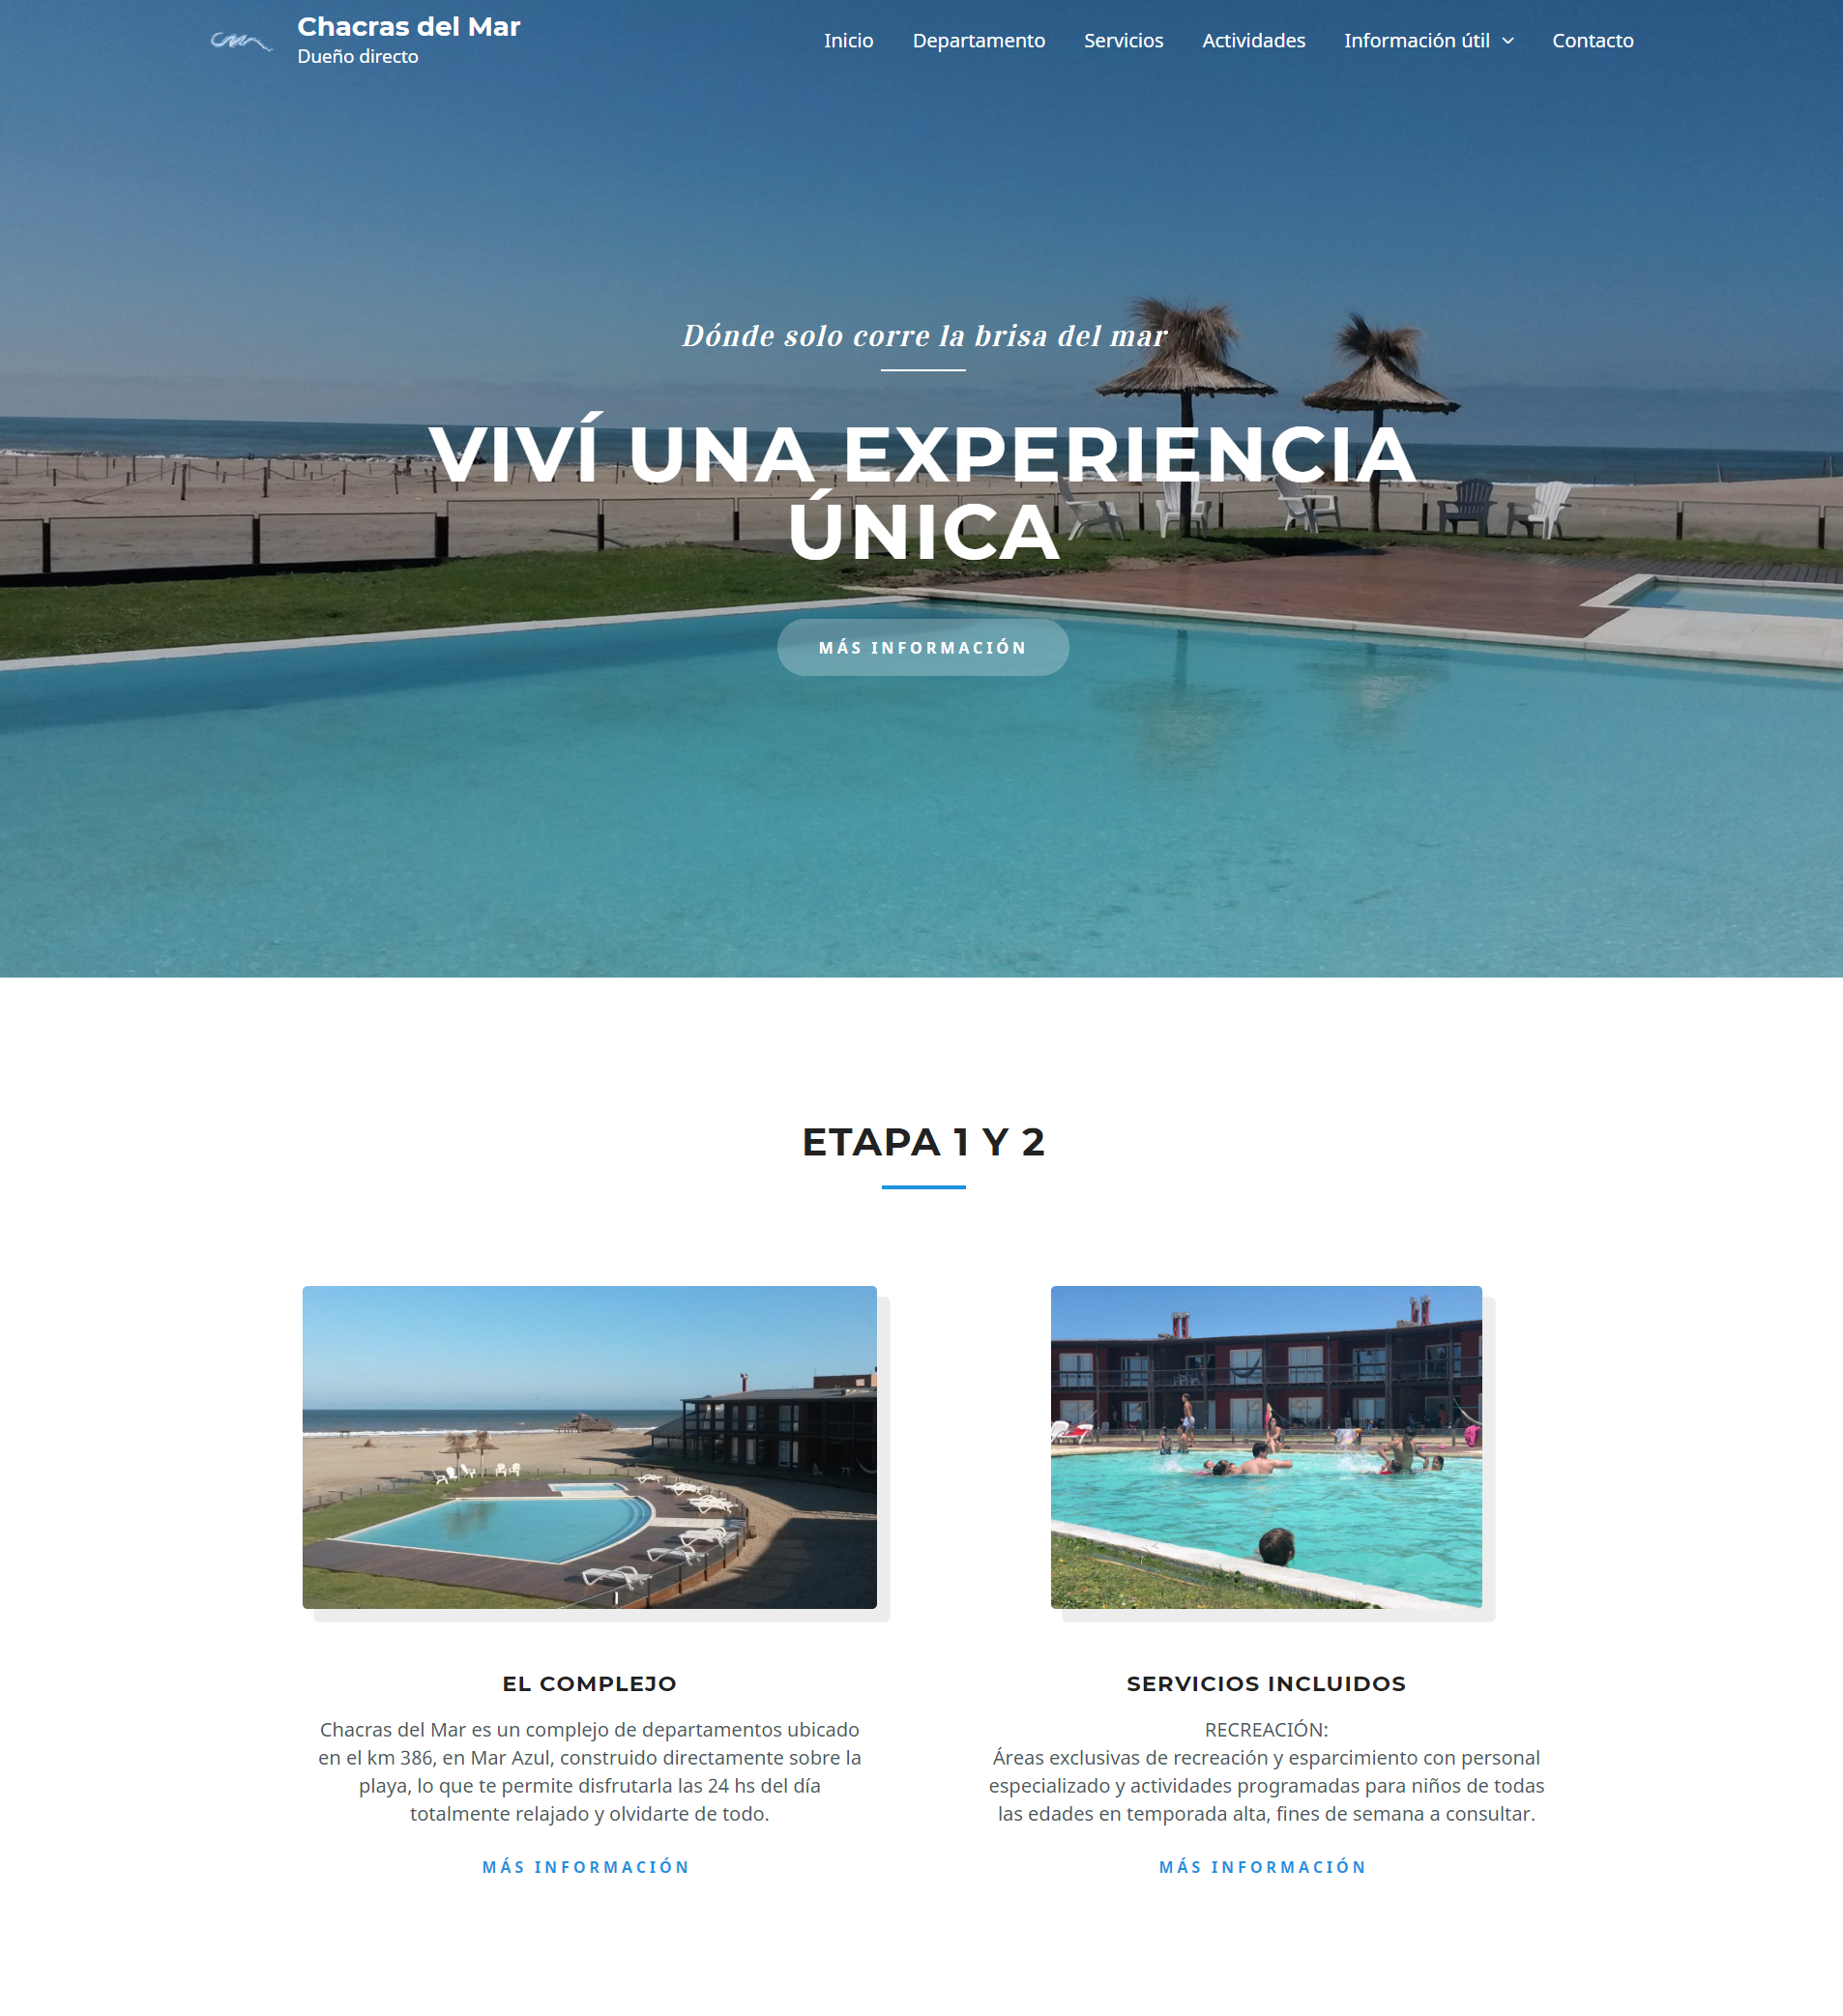 Chacras del Mar
Dueño directo
Inicio Departamento Servicios Actividades Información útil Contacto
Dónde solo corre la brisa del mar
VIVÍ UNA EXPERIENCIA
ÚNICA
MÁS INFORMACIÓN
ETAPA 1 Y 2
EL COMPLEJO
Chacras del Mar es un complejo de departamentos ubicado
en el km 386, en Mar Azul, construido directamente sobre la
playa, lo que te permite disfrutarla las 24 hs del día
totalmente relajado y olvidarte de todo.
MÁS INFORMACIÓN
SERVICIOS INCLUIDOS
RECREACIÓN:
Áreas exclusivas de recreación y esparcimiento con personal
especializado y actividades programadas para niños de todas
las edades en temporada alta, fines de semana a consultar.
MÁS INFORMACIÓN